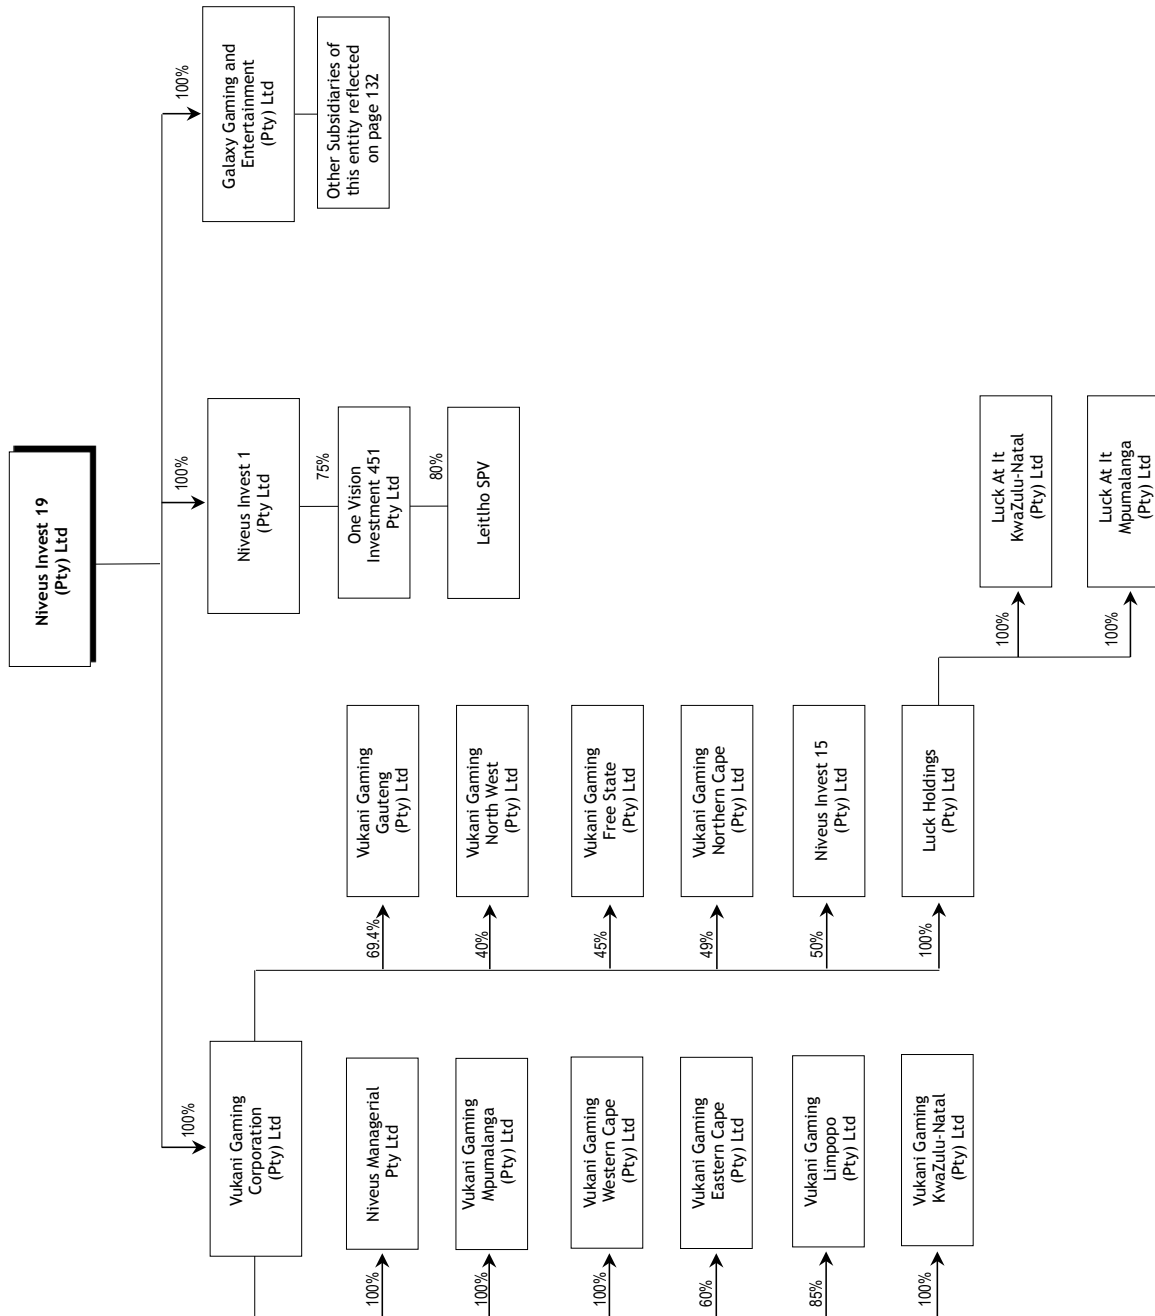 Niveus Invest 19
(Pty) Ltd
100%
Vukani Gaming
Corporation
(Pty) Ltd
100%
Niveus Invest 1
(Pty Ltd
100%
Galaxy Gaming and
Entertainment
(Pty) Ltd
75%
One Vision
Investment 451
Pty Ltd
80%
Leitlho SPV
Other Subsidiaries of
this entity reflected
on page 132
100%
Niveus Managerial
Pty Ltd
100%
Vukani Gaming
Mpumalanga
(Pty) Ltd
100%
Vukani Gaming
Western Cape
(Pty) Ltd
60%
Vukani Gaming
Eastern Cape
(Pty) Ltd
85%
Vukani Gaming
Limpopo
(Pty) Ltd
100%
Vukani Gaming
KwaZulu-Natal
(Pty) Ltd
69.4%
Vukani Gaming
Gauteng
(Pty) Ltd
40%
Vukani Gaming
North West
(Pty) Ltd
45%
Vukani Gaming
Free State
(Pty) Ltd
49%
Vukani Gaming
Northern Cape
(Pty) Ltd
50%
Niveus Invest 15
(Pty) Ltd
100%
Luck Holdings
(Pty) Ltd
100%
Luck At It
KwaZulu-Natal
(Pty) Ltd
100%
Luck At It
Mpumalanga
(Pty) Ltd